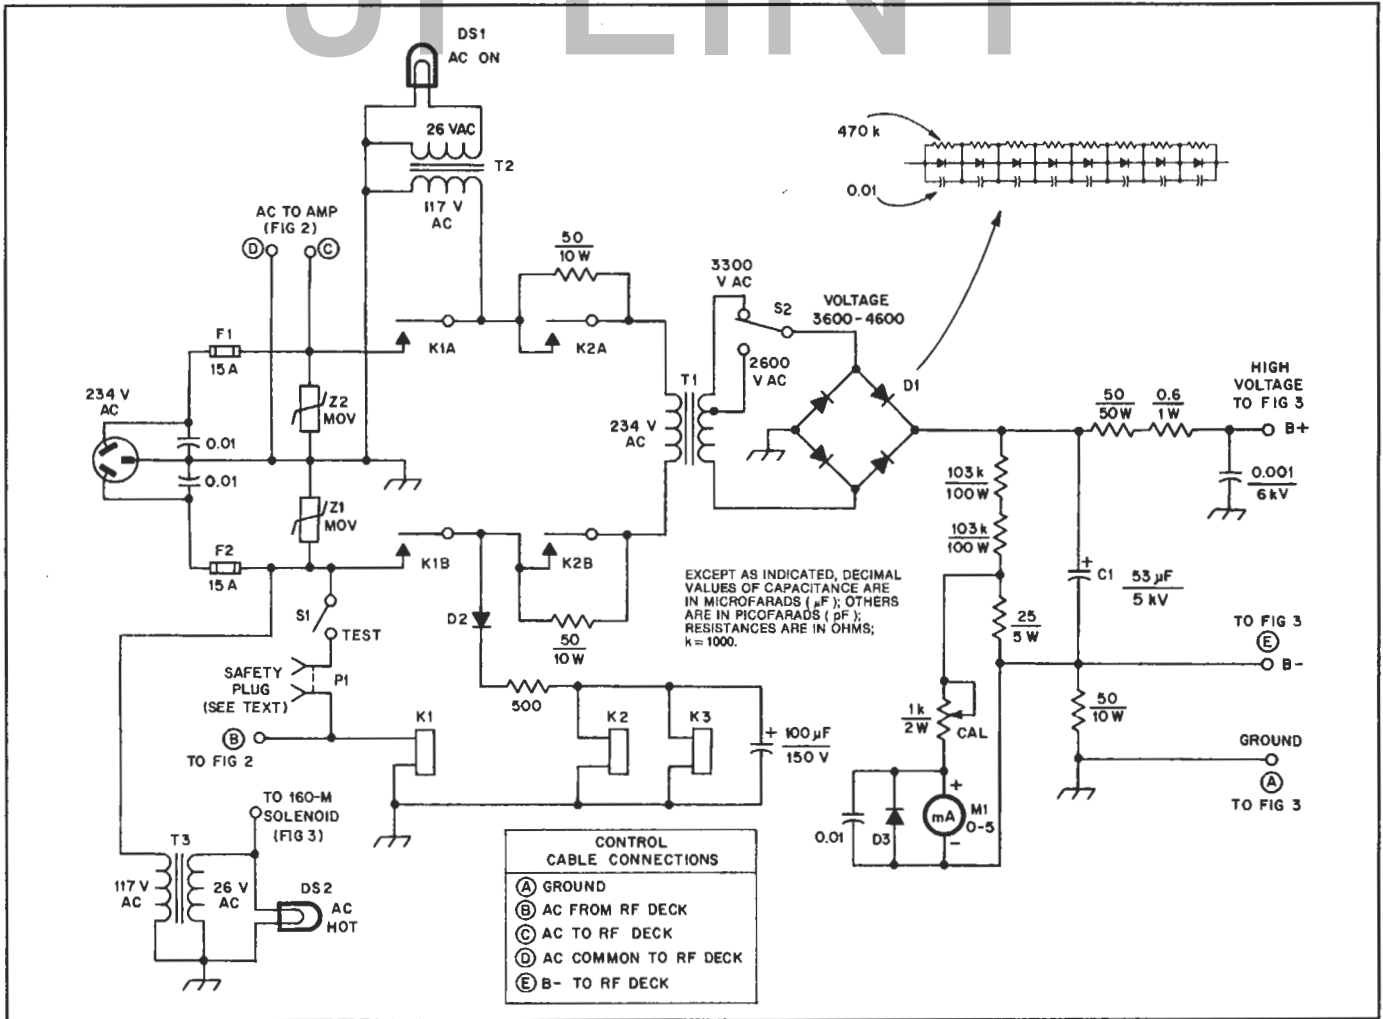 DS1
AC ON
26 VAC
T2
117 V
AC
470 k
0.01
AC TO AMP
(FIG 2)
D
C
50
10 W
F1
15 A
K1A
K2A
3300
V AC
S2
VOLTAGE
3600-4600
2600
V AC
T1
D1
234 V
AC
0.01
0.01
Z2
MOV
Z1
MOV
234 V
AC
HIGH
VOLTAGE
TO FIG 3
50
50 W
0.6
1 W
B+
0.001
6 kV
103k
100 W
103k
100 W
F2
15 A
K1B
K2B
S1
TEST
D2
50
10 W
EXCEPT AS INDICATED, DECIMAL
VALUES OF CAPACITANCE ARE
IN MICROFARADS (µF); OTHERS
ARE IN PICOFARADS (pF);
RESISTANCES ARE IN OHMS;
k = 1000.
+
C1
53 µF
5 kV
25
5 W
TO FIG 3
E
B-
SAFETY
PLUG
(SEE TEXT)
P1
500
K1
K2
K3
+
100 µF
150 V
1k
2W
CAL
50
10 W
GROUND
A
TO FIG 3
B
TO FIG 2
TO 160-M
SOLENOID
(FIG 3)
0.01
D3
+
mA
M1
0-5
-
T3
117 V
AC
26 V
AC
DS2
AC
HOT
CONTROL
CABLE CONNECTIONS
A GROUND
B AC FROM RF DECK
C AC TO RF DECK
D AC COMMON TO RF DECK
E B- TO RF DECK